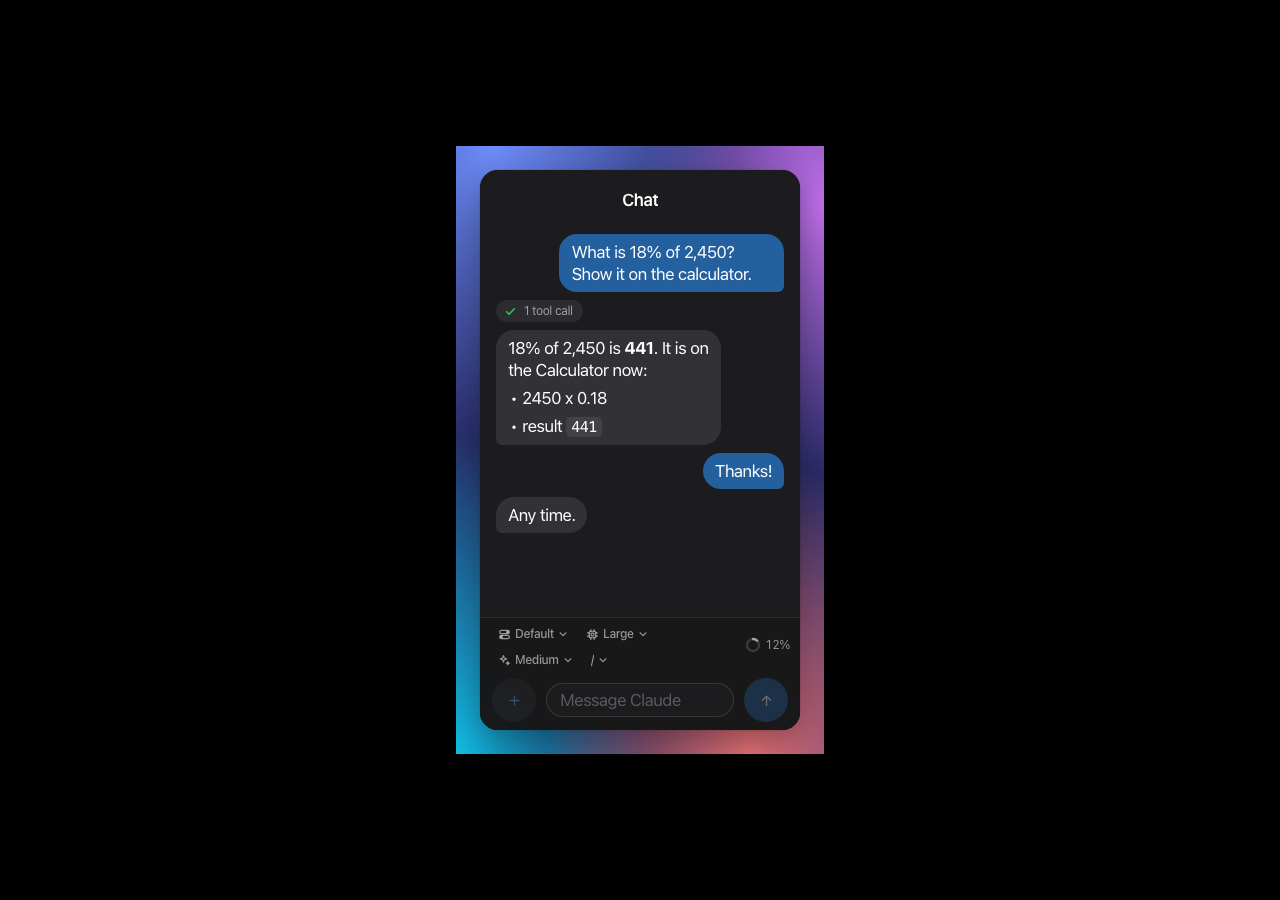 Chat
What is 18% of 2,450?
Show it on the calculator.
1 tool call
18% of 2,450 is 441. It is on
the Calculator now:
• 2450 x 0.18
• result 441
Thanks!
Any time.
Default
Large
12%
Medium
/
Message Claude